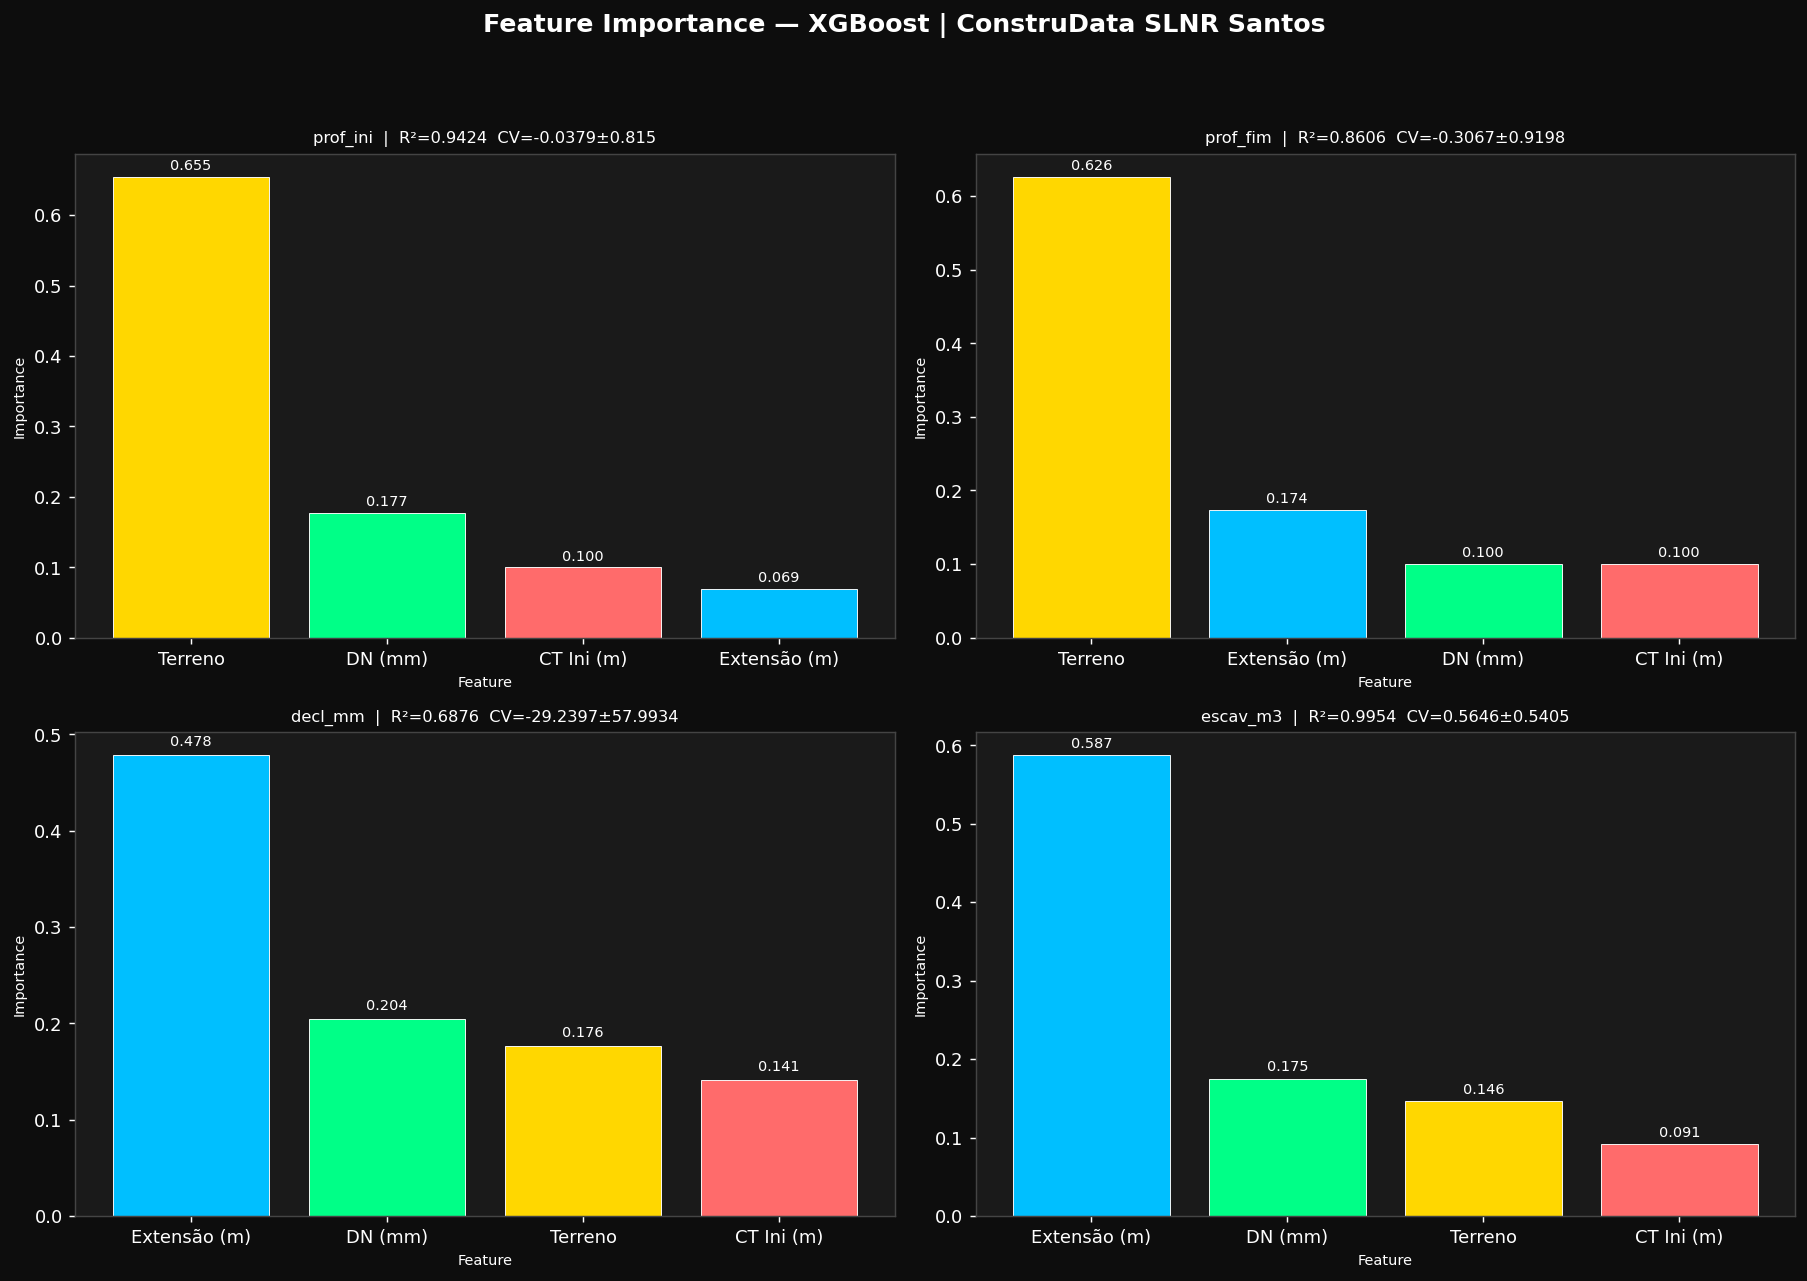 Feature Importance — XGBoost | ConstruData SLNR Santos
prof_ini | R²=0.9424 CV=-0.0379±0.815
0.655
0.177
0.100
0.069
0.6
0.5
0.4
0.3
0.2
0.1
0.0
Importance
Terreno DN (mm) CT Ini (m) Extensão (m)
Feature
prof_fim | R²=0.8606 CV=-0.3067±0.9198
0.626
0.174
0.100
0.100
0.6
0.5
0.4
0.3
0.2
0.1
0.0
Importance
Terreno Extensão (m) DN (mm) CT Ini (m)
Feature
decl_mm | R²=0.6876 CV=-29.2397±57.9934
0.478
0.204
0.176
0.141
0.5
0.4
0.3
0.2
0.1
0.0
Importance
Extensão (m) DN (mm) Terreno CT Ini (m)
Feature
escav_m3 | R²=0.9954 CV=0.5646±0.5405
0.587
0.175
0.146
0.091
0.6
0.5
0.4
0.3
0.2
0.1
0.0
Importance
Extensão (m) DN (mm) Terreno CT Ini (m)
Feature